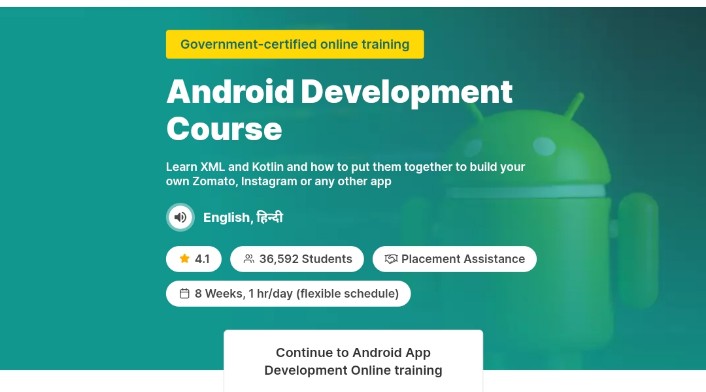 Government-certified online training
Android Development
Course
Learn XML and Kotlin and how to put them together to build your
own Zomato, Instagram or any other app
English, हिन्दी
4.1
36,592 Students
Placement Assistance
8 Weeks, 1 hr/day (flexible schedule)
Continue to Android App
Development Online training